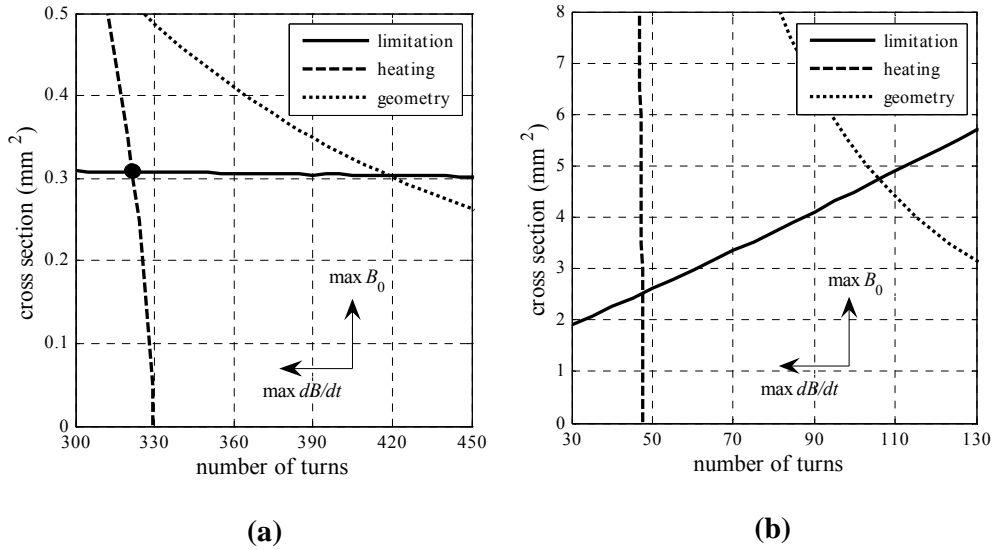 0.5
0.4
0.3
0.2
0.1
0
cross section (mm 2)
300 330 360 390 420 450
number of turns
limitation
heating
geometry
max B0
max dB/dt
(a)
8
7
6
5
4
3
2
1
0
cross section (mm 2)
30 50 70 90 110 130
number of turns
limitation
heating
geometry
max B0
max dB/dt
(b)